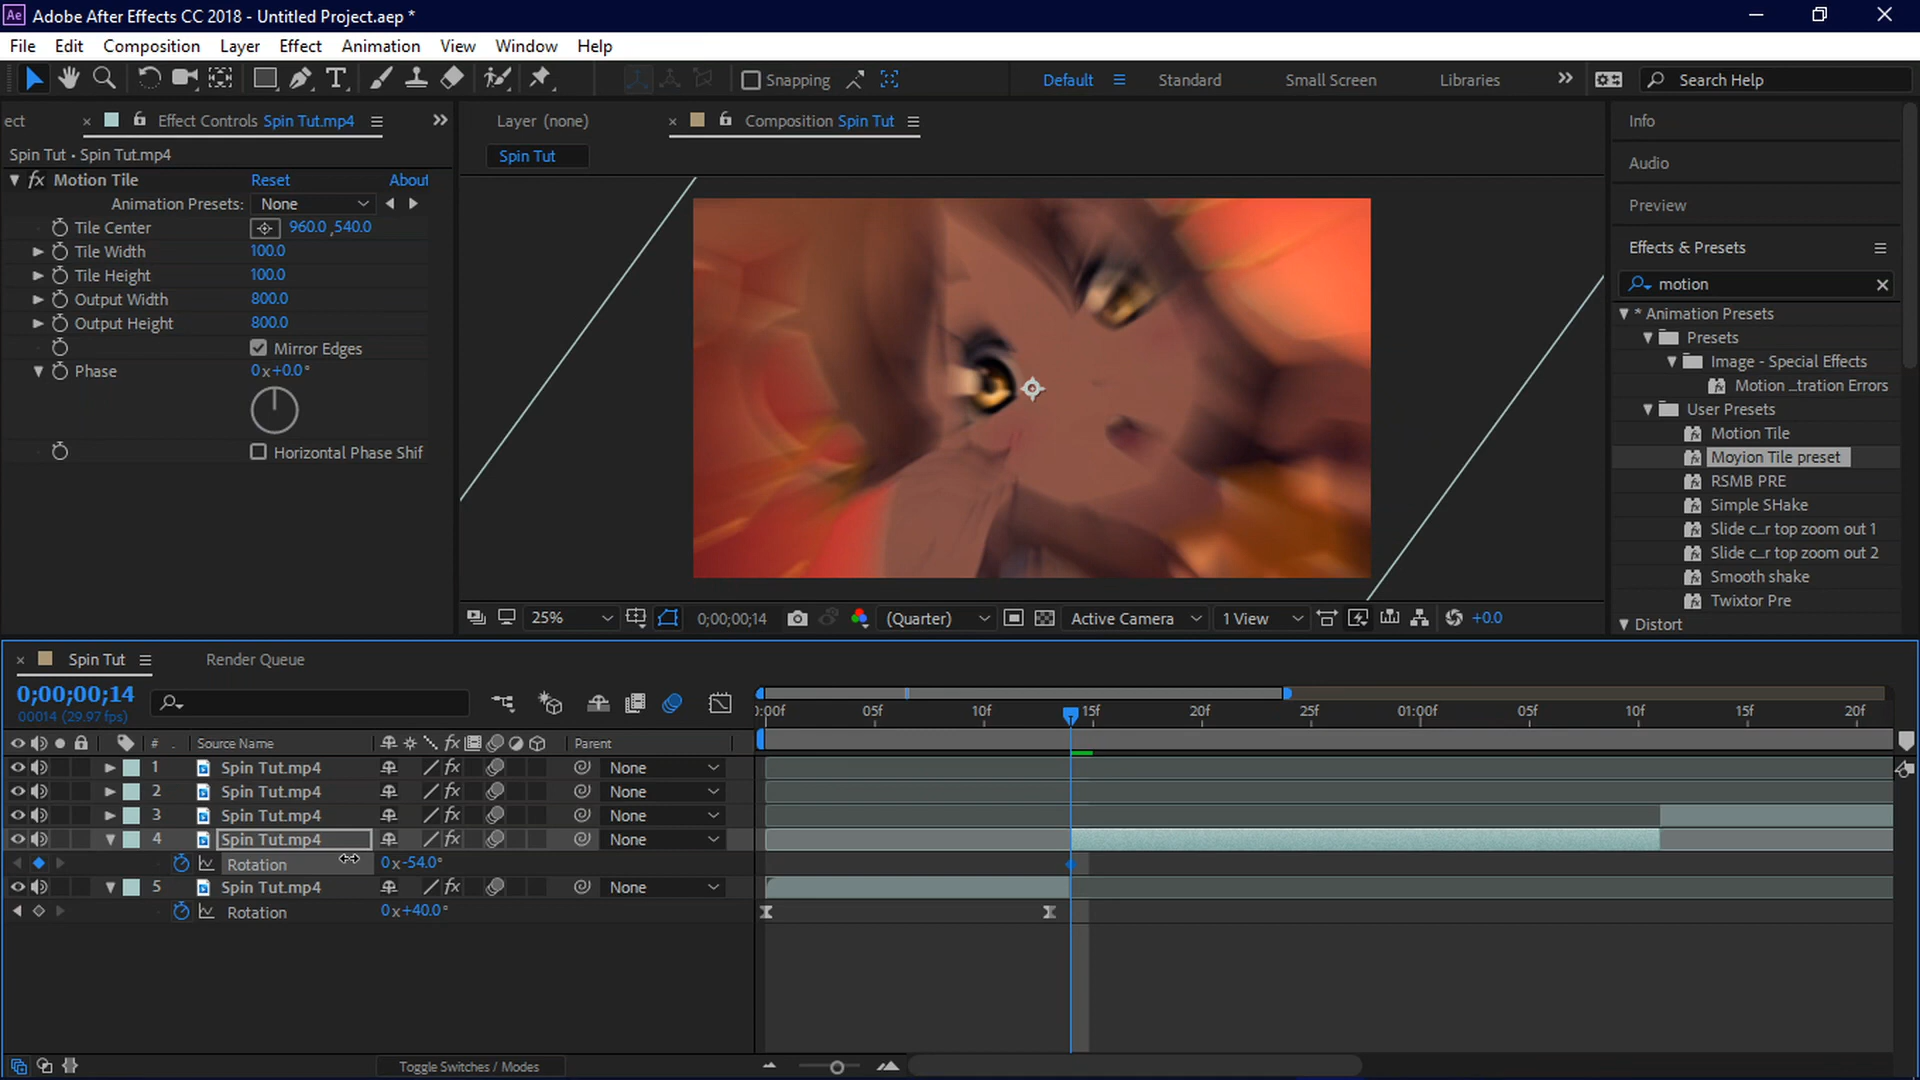 Ae Adobe After Effects CC 2018 - Untitled Project.aep *
File Edit Composition Layer Effect Animation View Window Help
Snapping Default Standard Small Screen Libraries Search Help
ect Effect Controls Spin Tut.mp4
Layer (none) Composition Spin Tut
Spin Tut
Spin Tut • Spin Tut.mp4
fx Motion Tile Reset About
Animation Presets: None
Tile Center 960.0 ,540.0
Tile Width 100.0
Tile Height 100.0
Output Width 800.0
Output Height 800.0
Mirror Edges
Phase 0x+0.0°
Horizontal Phase Shif
25% 0;00;00;14 (Quarter) Active Camera 1 View +0.0
Info
Audio
Preview
Effects & Presets
motion
* Animation Presets
Presets
Image - Special Effects
Motion ...tration Errors
User Presets
Motion Tile
Moyion Tile preset
RSMB PRE
Simple SHake
Slide c...r top zoom out 1
Slide c...r top zoom out 2
Smooth shake
Twixtor Pre
Distort
Spin Tut Render Queue
0;00;00;14
00014 (29.97 fps)
):00f 05f 10f 15f 20f 25f 01:00f 05f 10f 15f 20f
# . Source Name fx Parent
1 Spin Tut.mp4 fx None
2 Spin Tut.mp4 fx None
3 Spin Tut.mp4 fx None
4 Spin Tut.mp4 fx None
Rotation 0x-54.0°
5 Spin Tut.mp4 fx None
Rotation 0x+40.0°
Toggle Switches / Modes